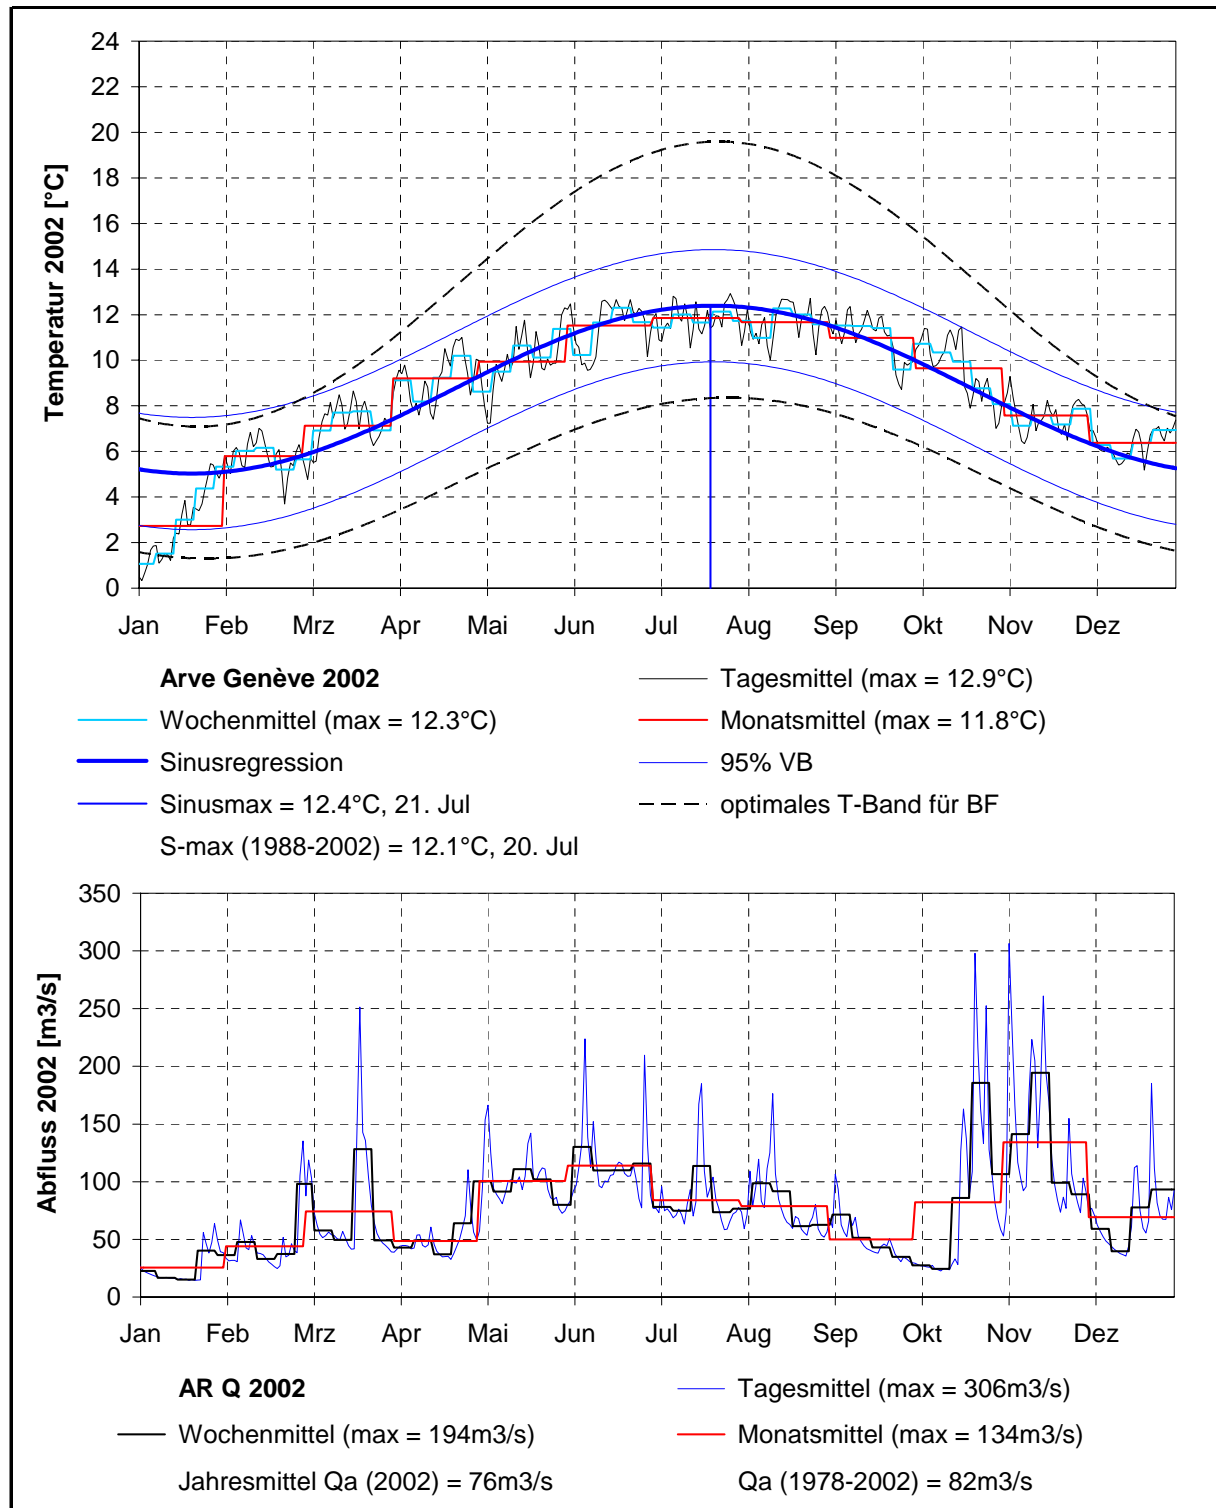 24
22
20
18
16
14
12
10
8
6
4
2
0
Temperatur 2002 [°C]
Jan Feb Mrz Apr Mai Jun Jul Aug Sep Okt Nov Dez
Arve Genève 2002
Tagesmittel (max = 12.9°C)
Wochenmittel (max = 12.3°C)
Monatsmittel (max = 11.8°C)
Sinusregression
95% VB
Sinusmax = 12.4°C, 21. Jul
optimales T-Band für BF
S-max (1988-2002) = 12.1°C, 20. Jul
350
300
250
200
150
100
50
0
Abfluss 2002 [m3/s]
Jan Feb Mrz Apr Mai Jun Jul Aug Sep Okt Nov Dez
AR Q 2002
Tagesmittel (max = 306m3/s)
Wochenmittel (max = 194m3/s)
Monatsmittel (max = 134m3/s)
Jahresmittel Qa (2002) = 76m3/s
Qa (1978-2002) = 82m3/s